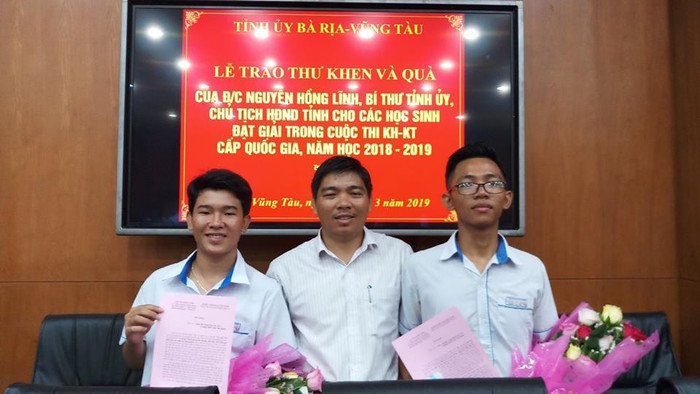 TỈNH ỦY BÀ RỊA-VŨNG TÀU
LỄ TRAO THƯ KHEN VÀ QUÀ
CỦA Đ/C NGUYỄN HỒNG LĨNH, BÍ THƯ TỈNH ỦY,
CHỦ TỊCH HĐND TỈNH CHO CÁC HỌC SINH
ĐẠT GIẢI TRONG CUỘC THI KH-KT
CẤP QUỐC GIA, NĂM HỌC 2018 - 2019
Vũng Tàu, 3 năm 2019